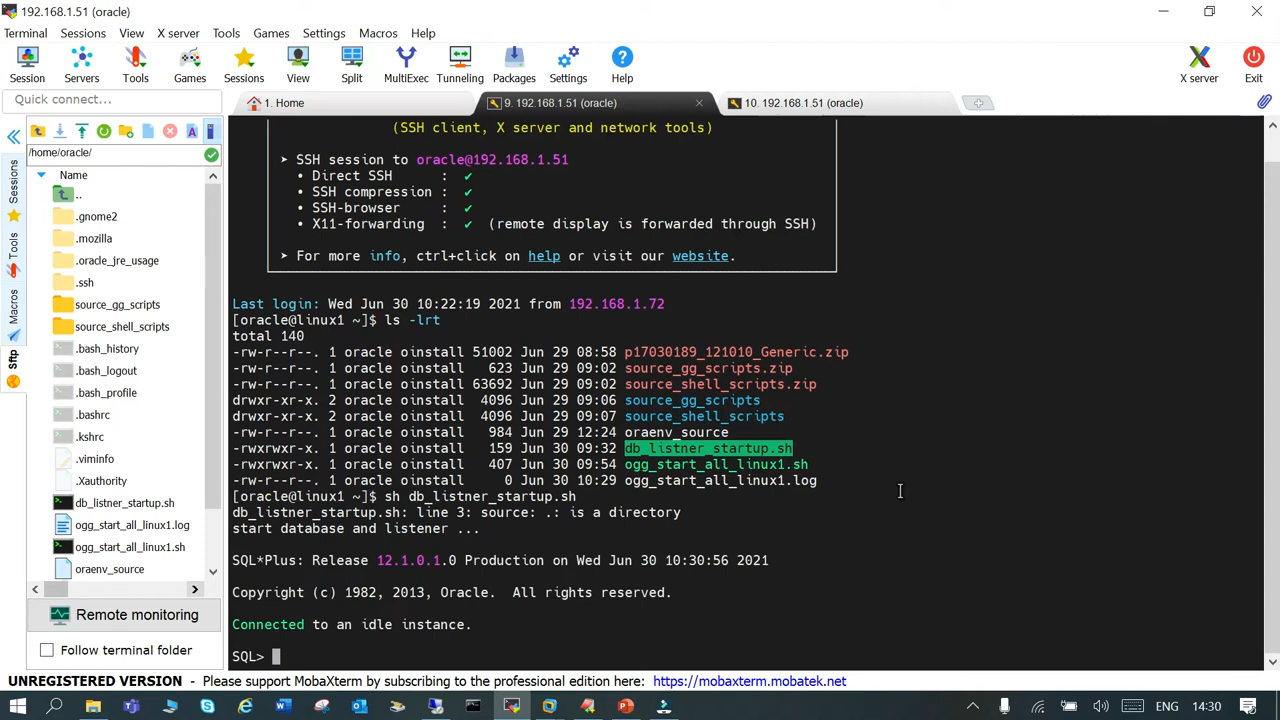 192.168.1.51 (oracle)
Terminal Sessions View X server Tools Games Settings Macros Help
Session Servers Tools Games Sessions View Split MultiExec Tunneling Packages Settings Help X server Exit
Quick connect...
1. Home
9. 192.168.1.51 (oracle)
10. 192.168.1.51 (oracle)
Sessions
Tools
Macros
Sftp
/home/oracle/
Name
..
.gnome2
.mozilla
.oracle_jre_usage
.ssh
source_gg_scripts
source_shell_scripts
.bash_history
.bash_logout
.bash_profile
.bashrc
.kshrc
.viminfo
.Xauthority
db_listner_startup.sh
ogg_start_all_linux1.log
ogg_start_all_linux1.sh
oraenv_source
Remote monitoring
Follow terminal folder
(SSH client, X server and network tools)
➤ SSH session to oracle@192.168.1.51
• Direct SSH : ✔
• SSH compression : ✔
• SSH-browser : ✔
• X11-forwarding : ✔ (remote display is forwarded through SSH)
➤ For more info, ctrl+click on help or visit our website.
Last login: Wed Jun 30 10:22:19 2021 from 192.168.1.72
[oracle@linux1 ~]$ ls -lrt
total 140
-rw-r--r--. 1 oracle oinstall 51002 Jun 29 08:58 p17030189_121010_Generic.zip
-rw-r--r--. 1 oracle oinstall 623 Jun 29 09:02 source_gg_scripts.zip
-rw-r--r--. 1 oracle oinstall 63692 Jun 29 09:02 source_shell_scripts.zip
drwxr-xr-x. 2 oracle oinstall 4096 Jun 29 09:06 source_gg_scripts
drwxr-xr-x. 2 oracle oinstall 4096 Jun 29 09:07 source_shell_scripts
-rw-r--r--. 1 oracle oinstall 984 Jun 29 12:24 oraenv_source
-rwxrwxr-x. 1 oracle oinstall 159 Jun 30 09:32 db_listner_startup.sh
-rwxrwxr-x. 1 oracle oinstall 407 Jun 30 09:54 ogg_start_all_linux1.sh
-rw-r--r--. 1 oracle oinstall 0 Jun 30 10:29 ogg_start_all_linux1.log
[oracle@linux1 ~]$ sh db_listner_startup.sh
db_listner_startup.sh: line 3: source: .: is a directory
start database and listener ...
SQL*Plus: Release 12.1.0.1.0 Production on Wed Jun 30 10:30:56 2021
Copyright (c) 1982, 2013, Oracle. All rights reserved.
Connected to an idle instance.
SQL>
UNREGISTERED VERSION - Please support MobaXterm by subscribing to the professional edition here: https://mobaxterm.mobatek.net
ENG 14:30